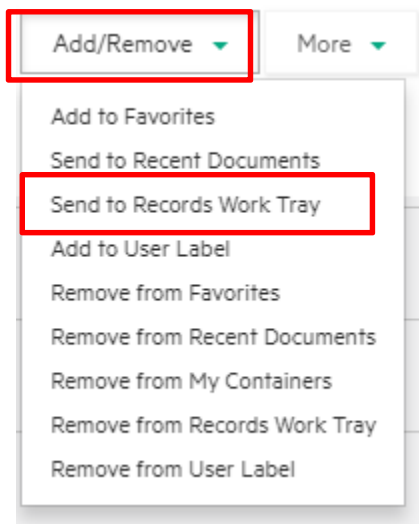 Add/Remove More
Add to Favorites
Send to Recent Documents
Send to Records Work Tray
Add to User Label
Remove from Favorites
Remove from Recent Documents
Remove from My Containers
Remove from Records Work Tray
Remove from User Label